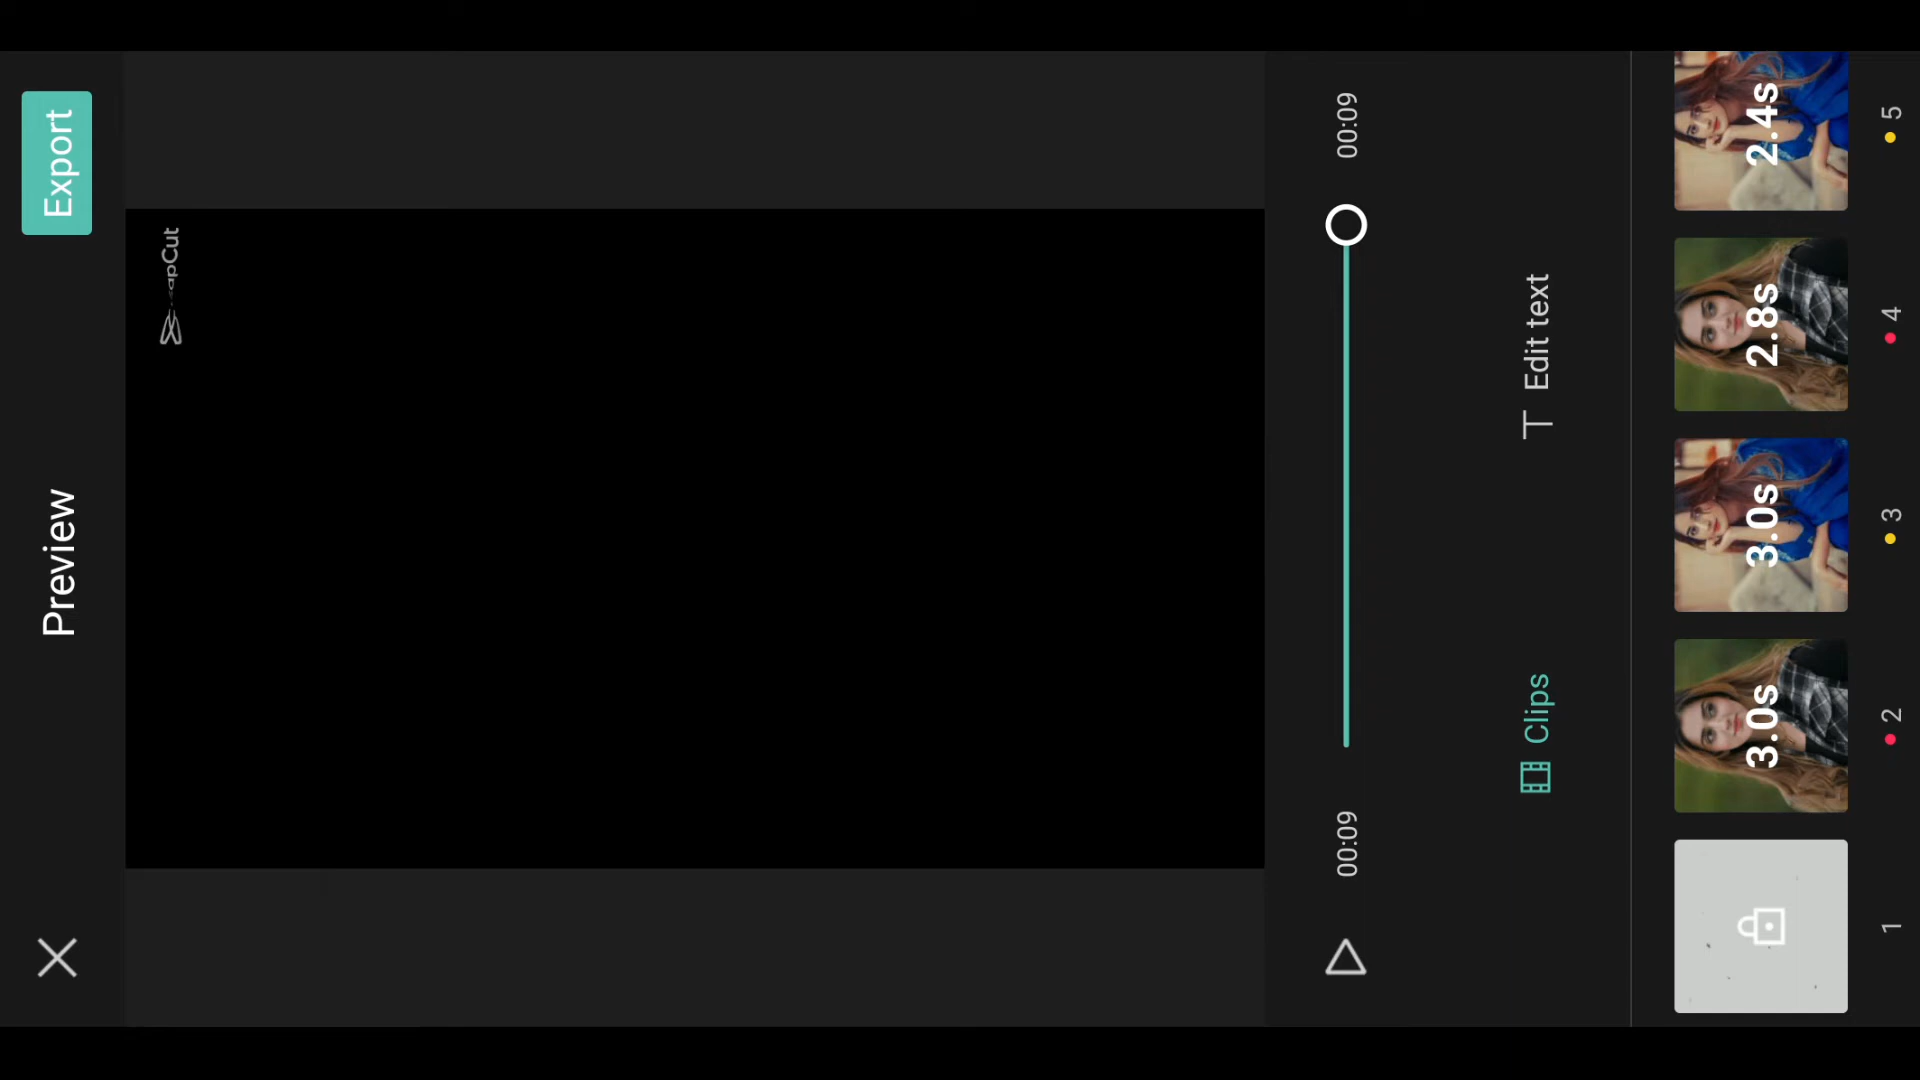 Preview
Export
CapCut
00:09
00:09
Clips
Edit text
3.0s
3.0s
2.8s
2.4s
1
2
3
4
5